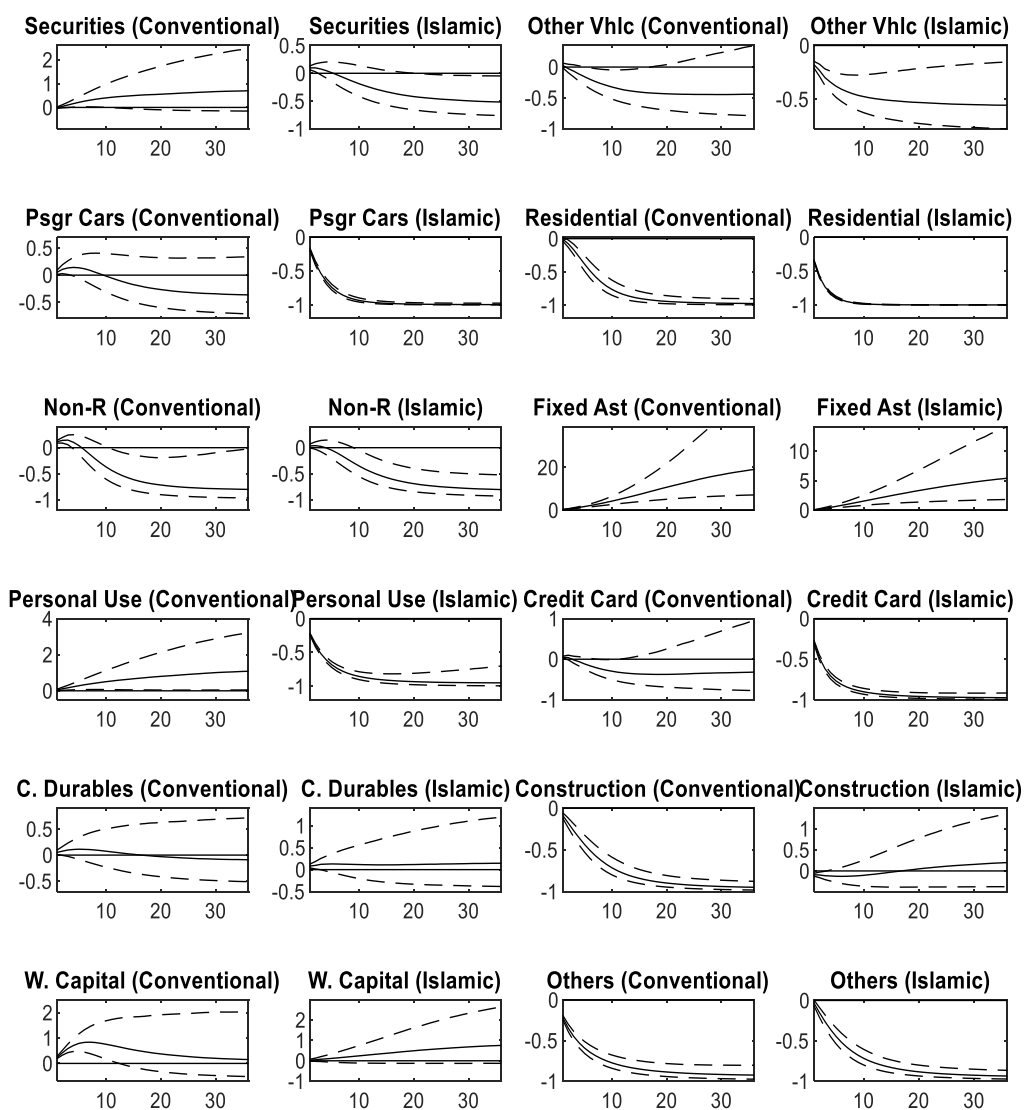 Securities (Conventional) Securities (Islamic) Other Vhlc (Conventional) Other Vhlc (Islamic)
2 1 0 0.5 0 -0.5 -1 0 -0.5 -1 0 -0.5
10 20 30 10 20 30 10 20 30 10 20 30
Psgr Cars (Conventional) Psgr Cars (Islamic) Residential (Conventional) Residential (Islamic)
0.5 0 -0.5 0 -0.5 -1 0 -0.5 -1 0 -0.5 -1
10 20 30 10 20 30 10 20 30 10 20 30
Non-R (Conventional) Non-R (Islamic) Fixed Ast (Conventional) Fixed Ast (Islamic)
0 -0.5 -1 0 -0.5 -1 20 0 10 5 0
10 20 30 10 20 30 10 20 30 10 20 30
Personal Use (Conventional) Personal Use (Islamic) Credit Card (Conventional) Credit Card (Islamic)
4 2 0 0 -0.5 -1 1 0 -1 0 -0.5 -1
10 20 30 10 20 30 10 20 30 10 20 30
C. Durables (Conventional) C. Durables (Islamic) Construction (Conventional) Construction (Islamic)
0.5 0 -0.5 1 0.5 0 -0.5 0 -0.5 -1 1 0.5 0 -0.5
10 20 30 10 20 30 10 20 30 10 20 30
W. Capital (Conventional) W. Capital (Islamic) Others (Conventional) Others (Islamic)
2 1 0 2 1 0 -1 0 -0.5 -1 0 -0.5 -1
10 20 30 10 20 30 10 20 30 10 20 30